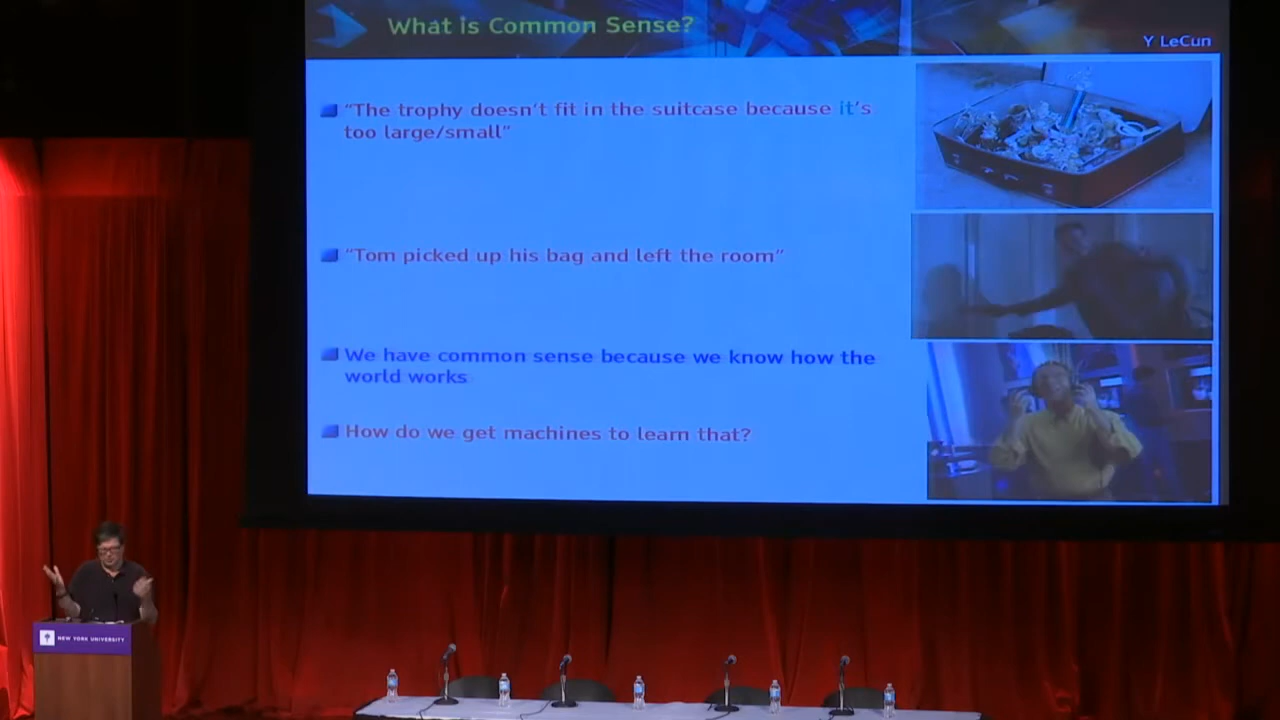 What is Common Sense?
Y LeCun
“The trophy doesn’t fit in the suitcase because it’s
too large/small”
“Tom picked up his bag and left the room”
We have common sense because we know how the
world works
How do we get machines to learn that?
NEW YORK UNIVERSITY